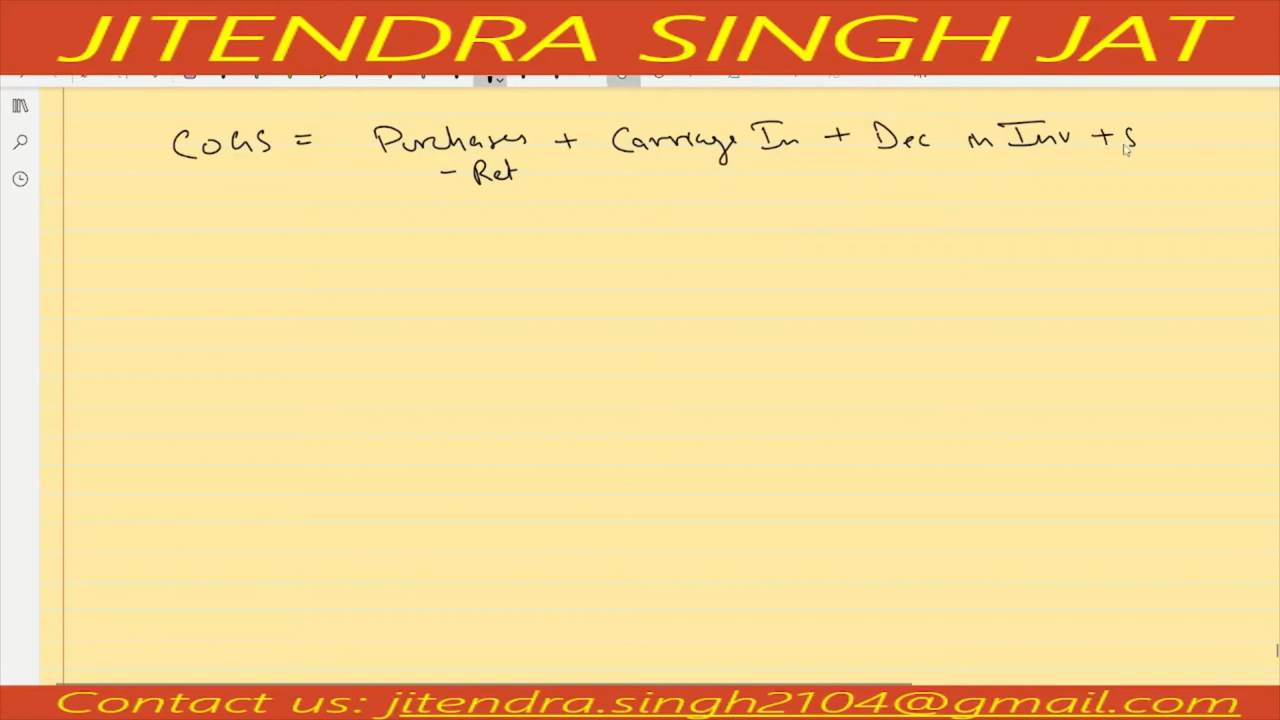 JITENDRA SINGH JAT
COGS = Purchases + Carriage In + Dec in Inv + S
- Ret
Contact us: jitendra.singh2104@gmail.com